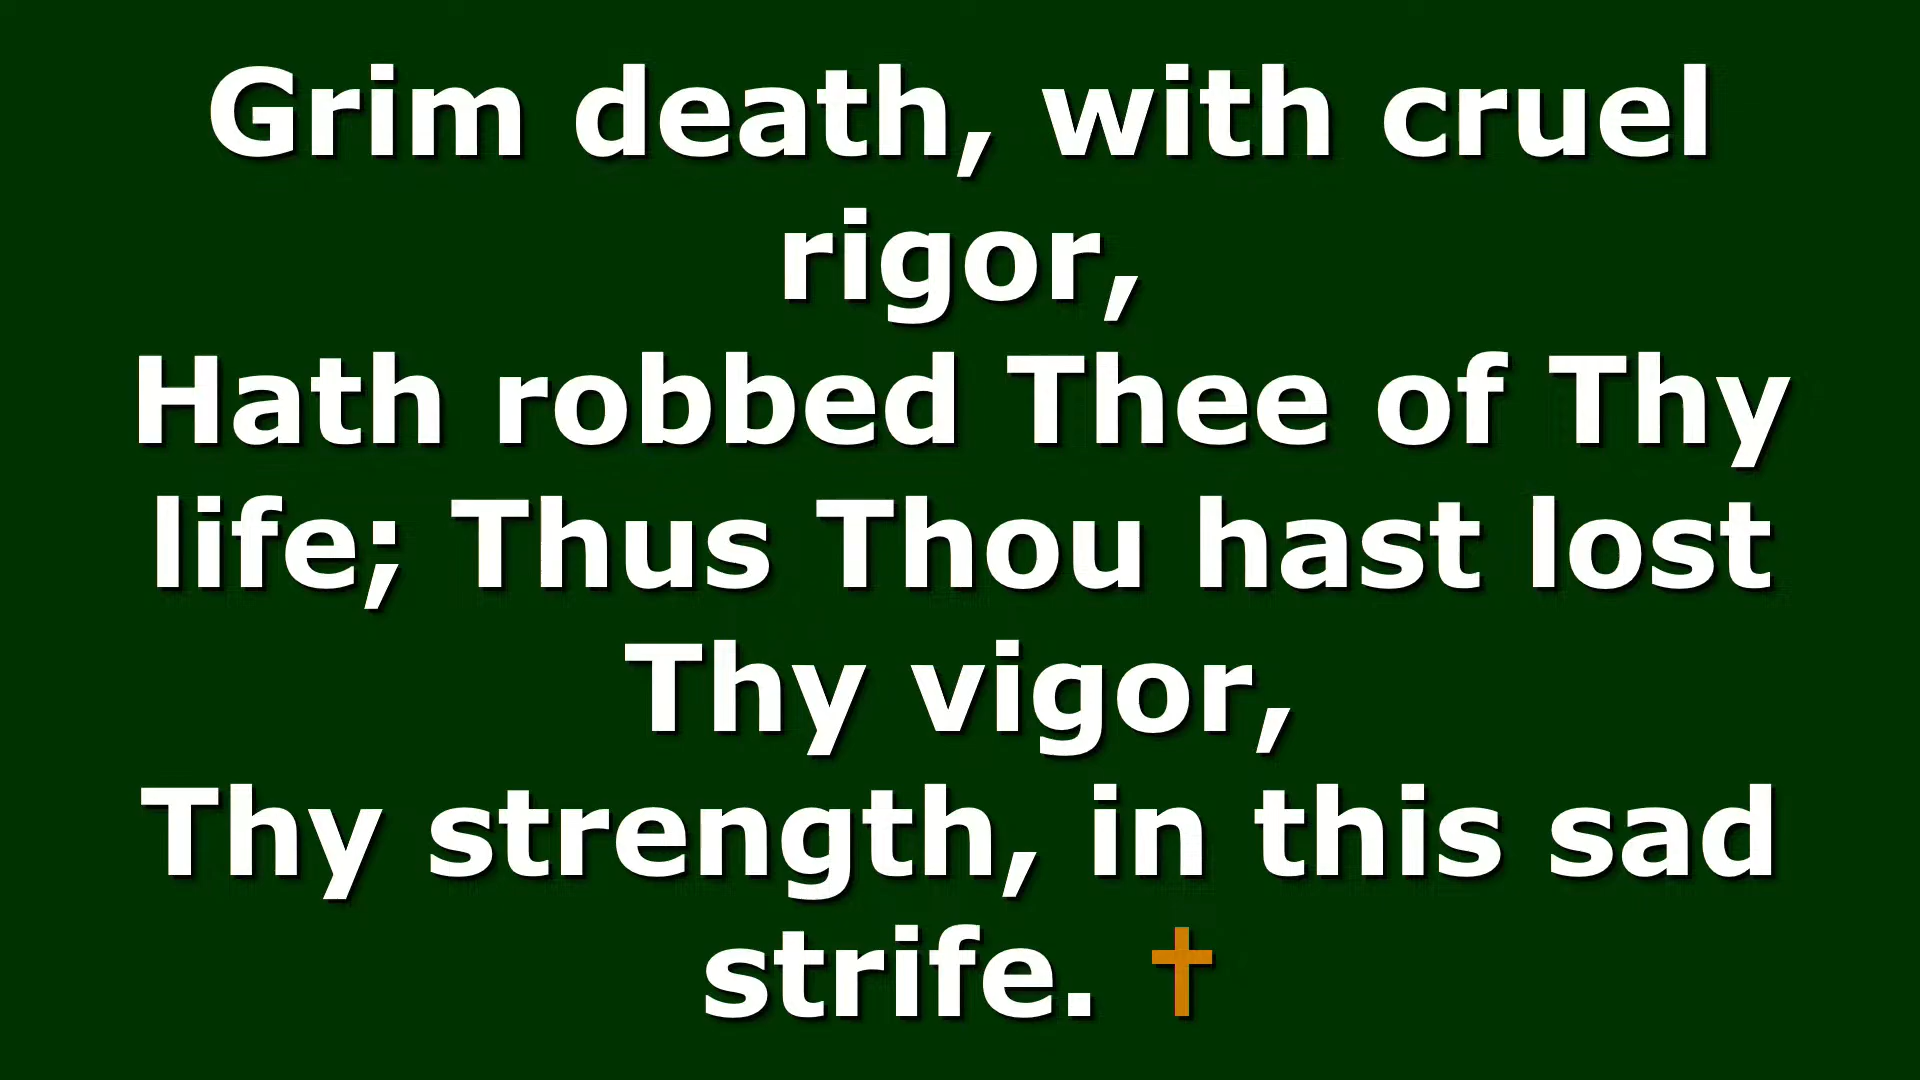 Grim death, with cruel
rigor,
Hath robbed Thee of Thy
life; Thus Thou hast lost
Thy vigor,
Thy strength, in this sad
strife. †